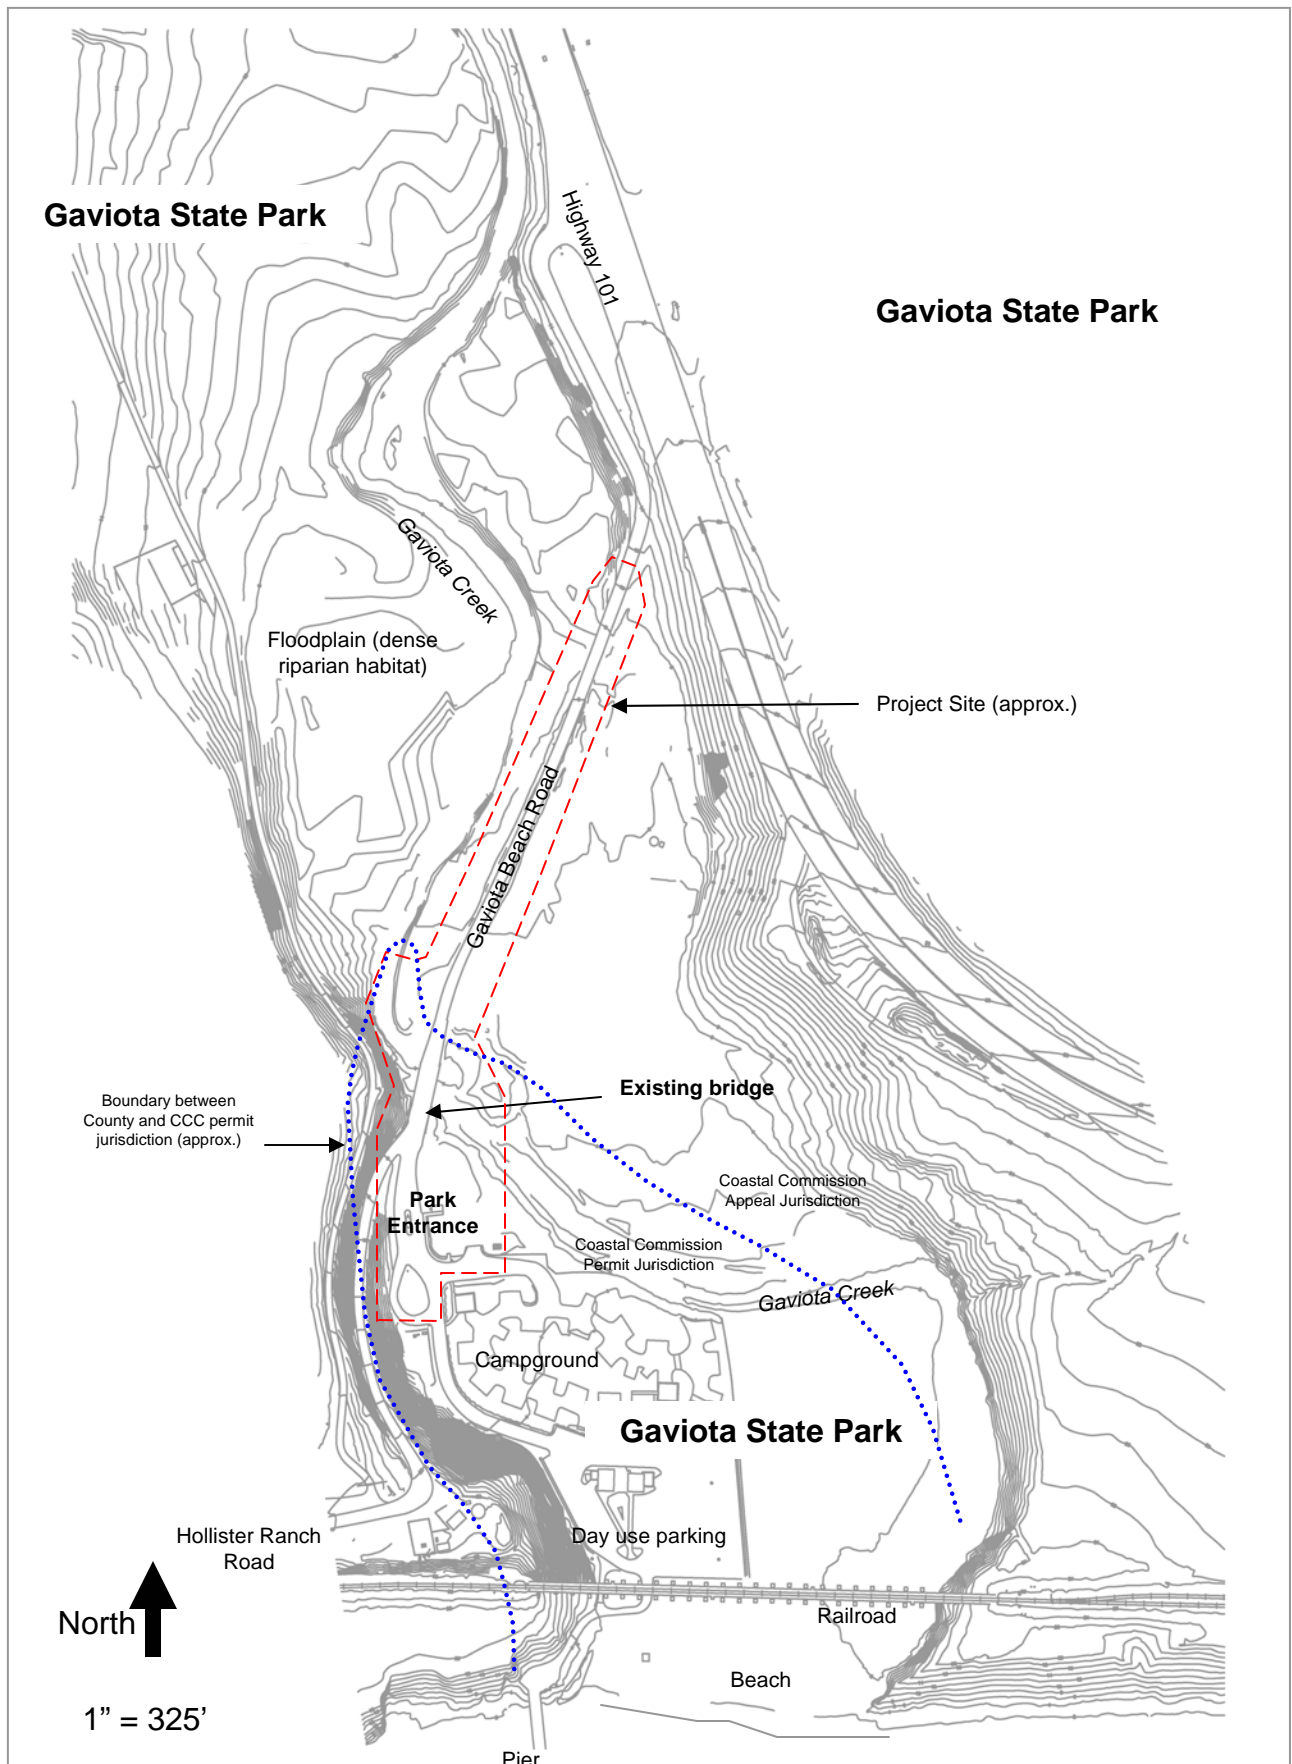 Gaviota State Park
Highway 101
Gaviota State Park
Gaviota Creek
Floodplain (dense
riparian habitat)
Project Site (approx.)
Gaviota Beach Road
Existing bridge
Boundary between
County and CCC permit
jurisdiction (approx.)
Coastal Commission
Appeal Jurisdiction
Park
Entrance
Coastal Commission
Permit Jurisdiction
Gaviota Creek
Campground
Gaviota State Park
Hollister Ranch
Road
Day use parking
North
Railroad
Beach
1” = 325’
Pier